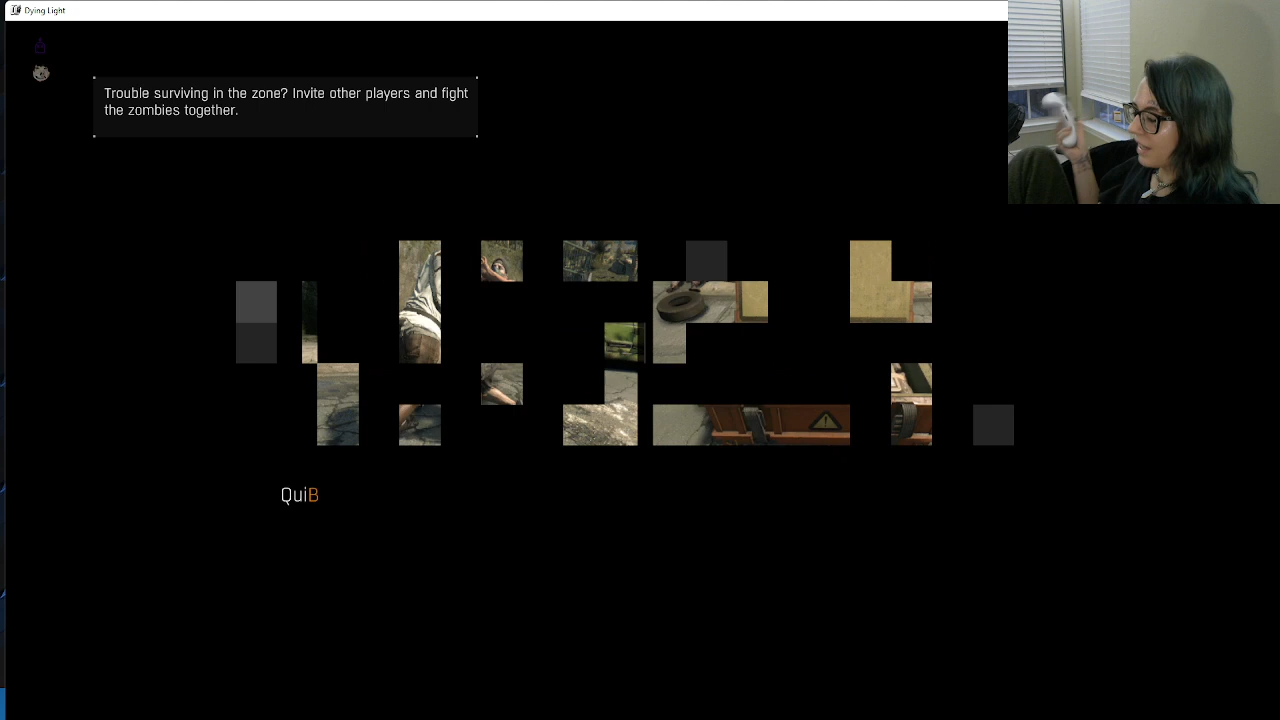 Dying Light
Trouble surviving in the zone? Invite other players and fight
the zombies together.
QuiB